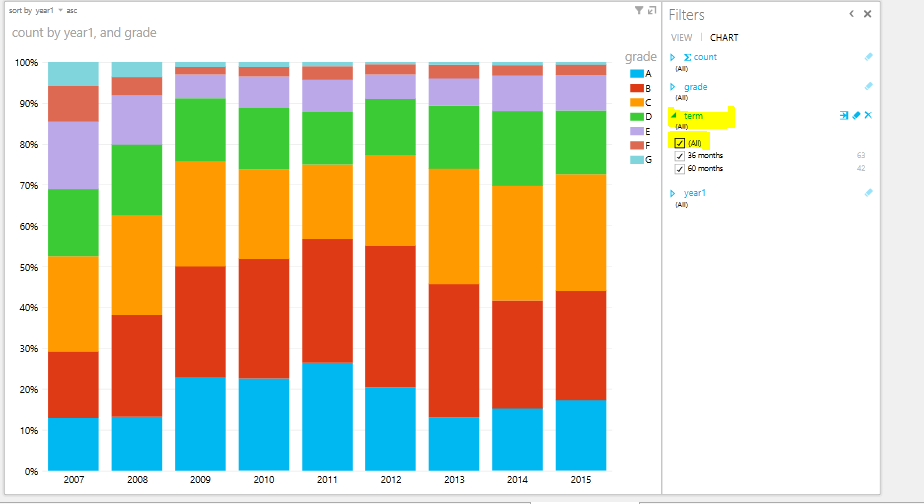 sort by year1 asc
count by year1, and grade
100%
90%
80%
70%
60%
50%
40%
30%
20%
10%
0%
2007 2008 2009 2010 2011 2012 2013 2014 2015
grade
A
B
C
D
E
F
G
Filters
VIEW CHART
Σ count
(All)
grade
(All)
term
(All)
(All)
36 months 63
60 months 42
year1
(All)